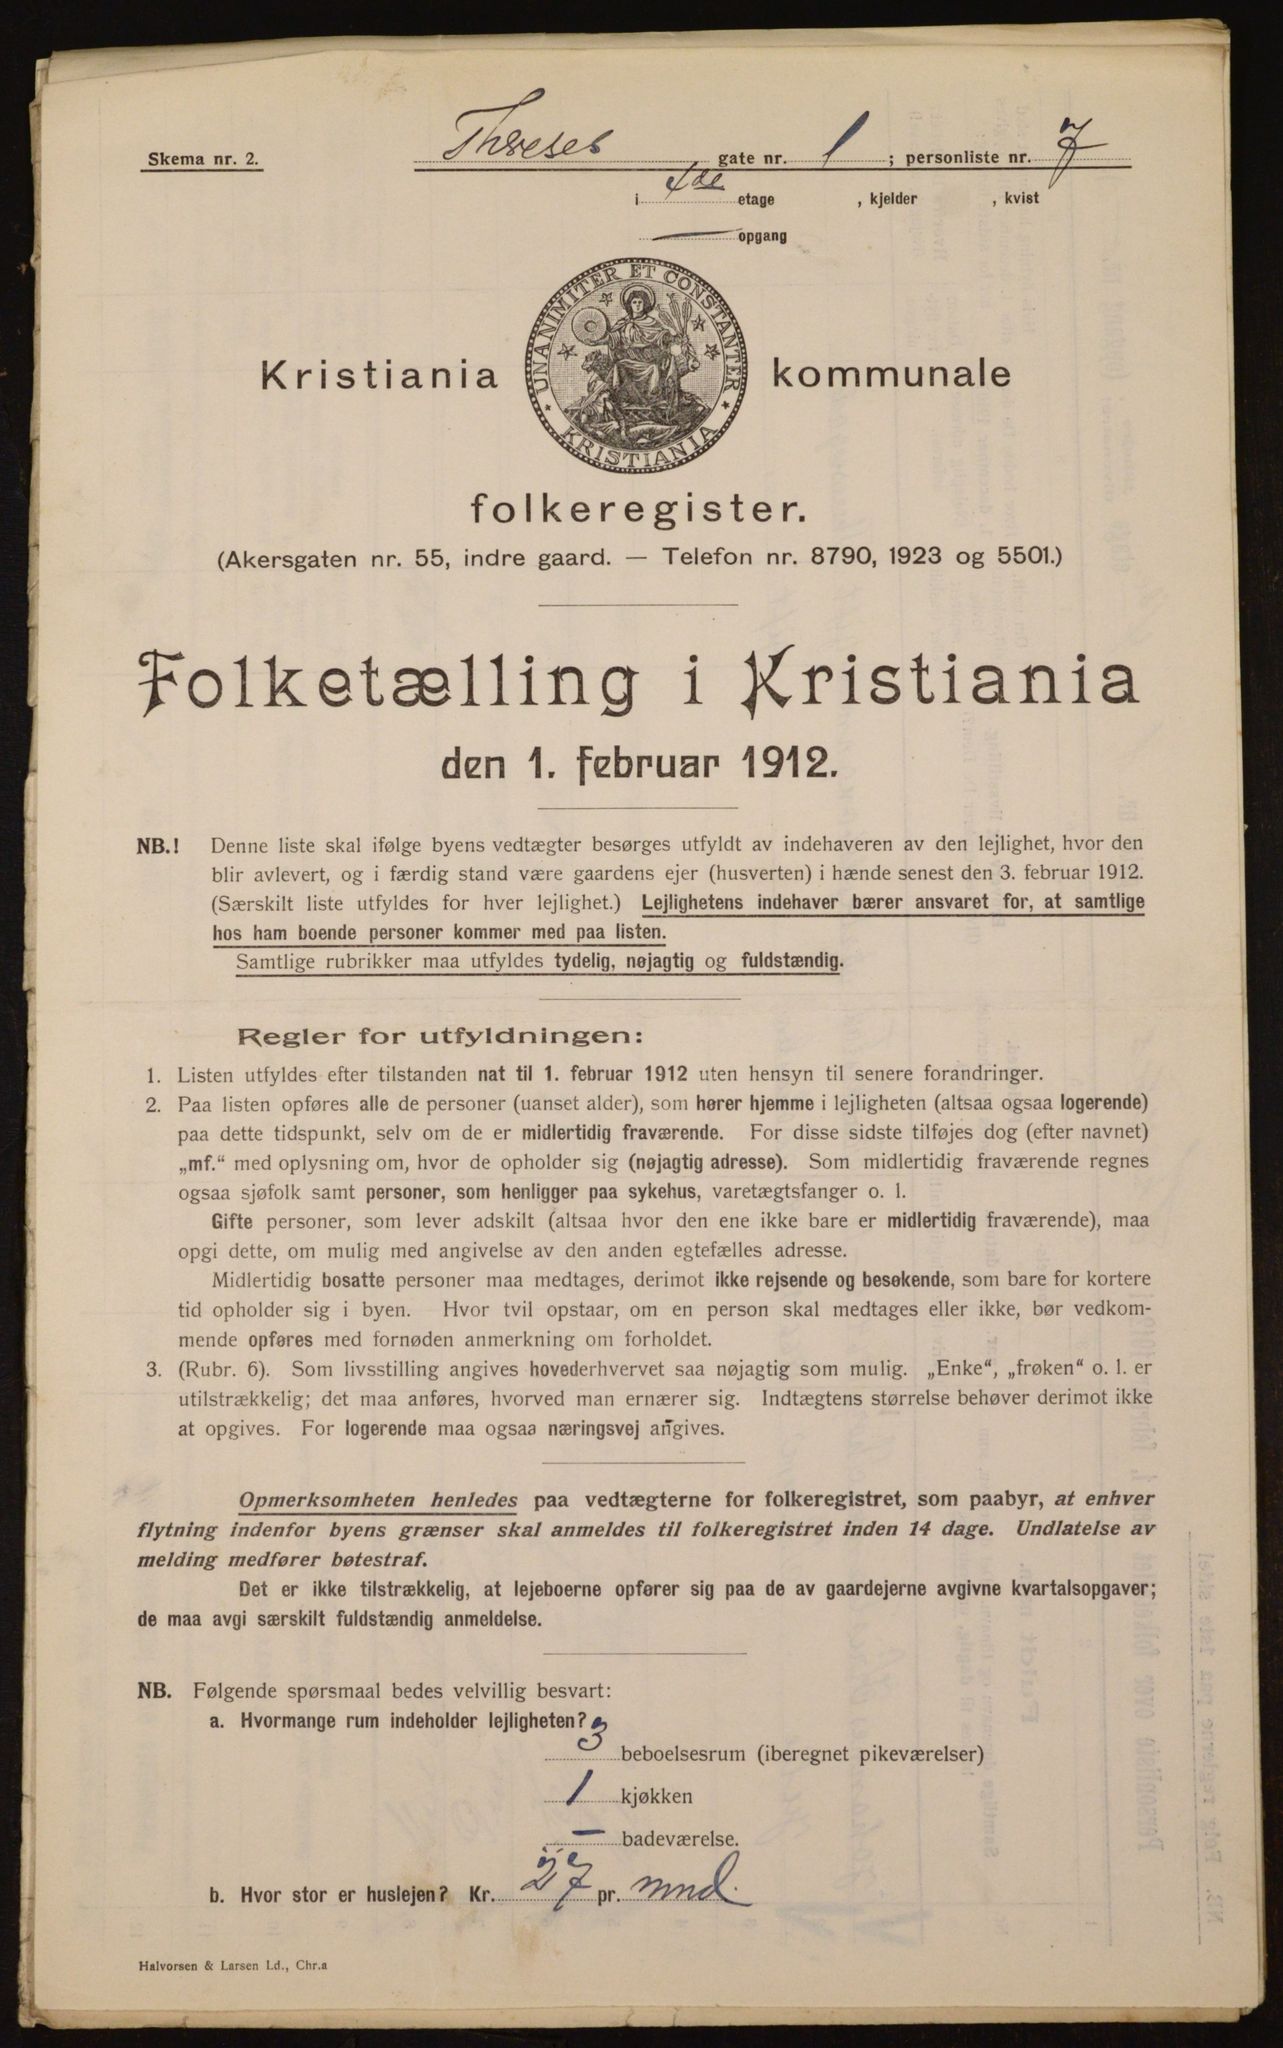 Skema nr. 2.
Thereses gate nr. 1 ; personliste nr. 7
i 4de etage , kjelder , kvist
— opgang
UNANIMITER ET CONSTANTER
KRISTIANIA
Kristiania kommunale
folkeregister.
(Akersgaten nr. 55, indre gaard. — Telefon nr. 8790, 1923 og 5501.)
Folketælling i Kristiania
den 1. februar 1912.
NB.! Denne liste skal ifølge byens vedtægter besørges utfyldt av indehaveren av den lejlighet, hvor den
blir avlevert, og i færdig stand være gaardens ejer (husverten) i hænde senest den 3. februar 1912.
(Særskilt liste utfyldes for hver lejlighet.) Lejlighetens indehaver bærer ansvaret for, at samtlige
hos ham boende personer kommer med paa listen.
Samtlige rubrikker maa utfyldes tydelig, nøjagtig og fuldstændig.
Regler for utfyldningen:
1. Listen utfyldes efter tilstanden nat til 1. februar 1912 uten hensyn til senere forandringer.
2. Paa listen opføres alle de personer (uanset alder), som hører hjemme i lejligheten (altsaa ogsaa logerende)
paa dette tidspunkt, selv om de er midlertidig fraværende. For disse sidste tilføjes dog (efter navnet)
„mf.“ med oplysning om, hvor de opholder sig (nøjagtig adresse). Som midlertidig fraværende regnes
ogsaa sjøfolk samt personer, som henligger paa sykehus, varetægtsfanger o. l.
Gifte personer, som lever adskilt (altsaa hvor den ene ikke bare er midlertidig fraværende), maa
opgi dette, om mulig med angivelse av den anden egtefælles adresse.
Midlertidig bosatte personer maa medtages, derimot ikke rejsende og besøkende, som bare for kortere
tid opholder sig i byen. Hvor tvil opstaar, om en person skal medtages eller ikke, bør vedkom-
mende opføres med fornøden anmerkning om forholdet.
3. (Rubr. 6). Som livsstilling angives hovederhvervet saa nøjagtig som mulig. „Enke“, „frøken“ o. l. er
utilstrækkelig; det maa anføres, hvorved man ernærer sig. Indtægtens størrelse behøver derimot ikke
at opgives. For logerende maa ogsaa næringsvej angives.
Opmerksomheten henledes paa vedtægterne for folkeregistret, som paabyr, at enhver
flytning indenfor byens grænser skal anmeldes til folkeregistret inden 14 dage. Undlatelse av
melding medfører bøtestraf.
Det er ikke tilstrækkelig, at lejeboerne opfører sig paa de av gaardejerne avgivne kvartalsopgaver;
de maa avgi særskilt fuldstændig anmeldelse.
NB. Følgende spørsmaal bedes velvillig besvart:
a. Hvormange rum indeholder lejligheten?
3 beboelsesrum (iberegnet pikeværelser)
1 kjøkken
— badeværelse.
b. Hvor stor er huslejen? Kr. 27 pr. mnd.
Halvorsen & Larsen Ld., Chr.a